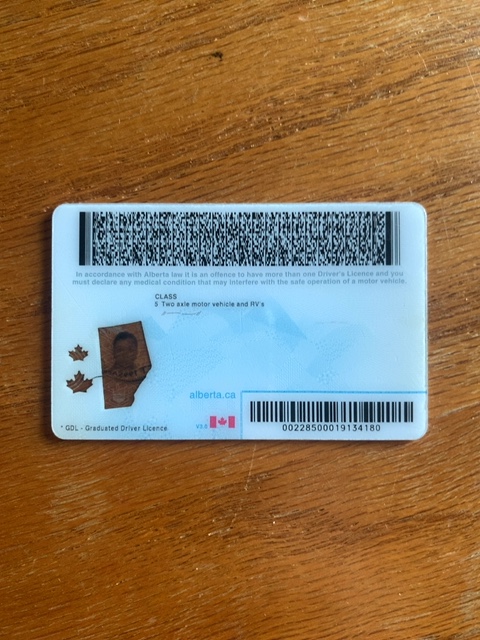 In accordance with Alberta law it is an offence to have more than one Driver's Licence and you
must declare any medical condition that may interfere with the safe operation of a motor vehicle.
CLASS
5 Two axle motor vehicle and RV's
alberta.ca
* GDL - Graduated Driver Licence
00228500019134180